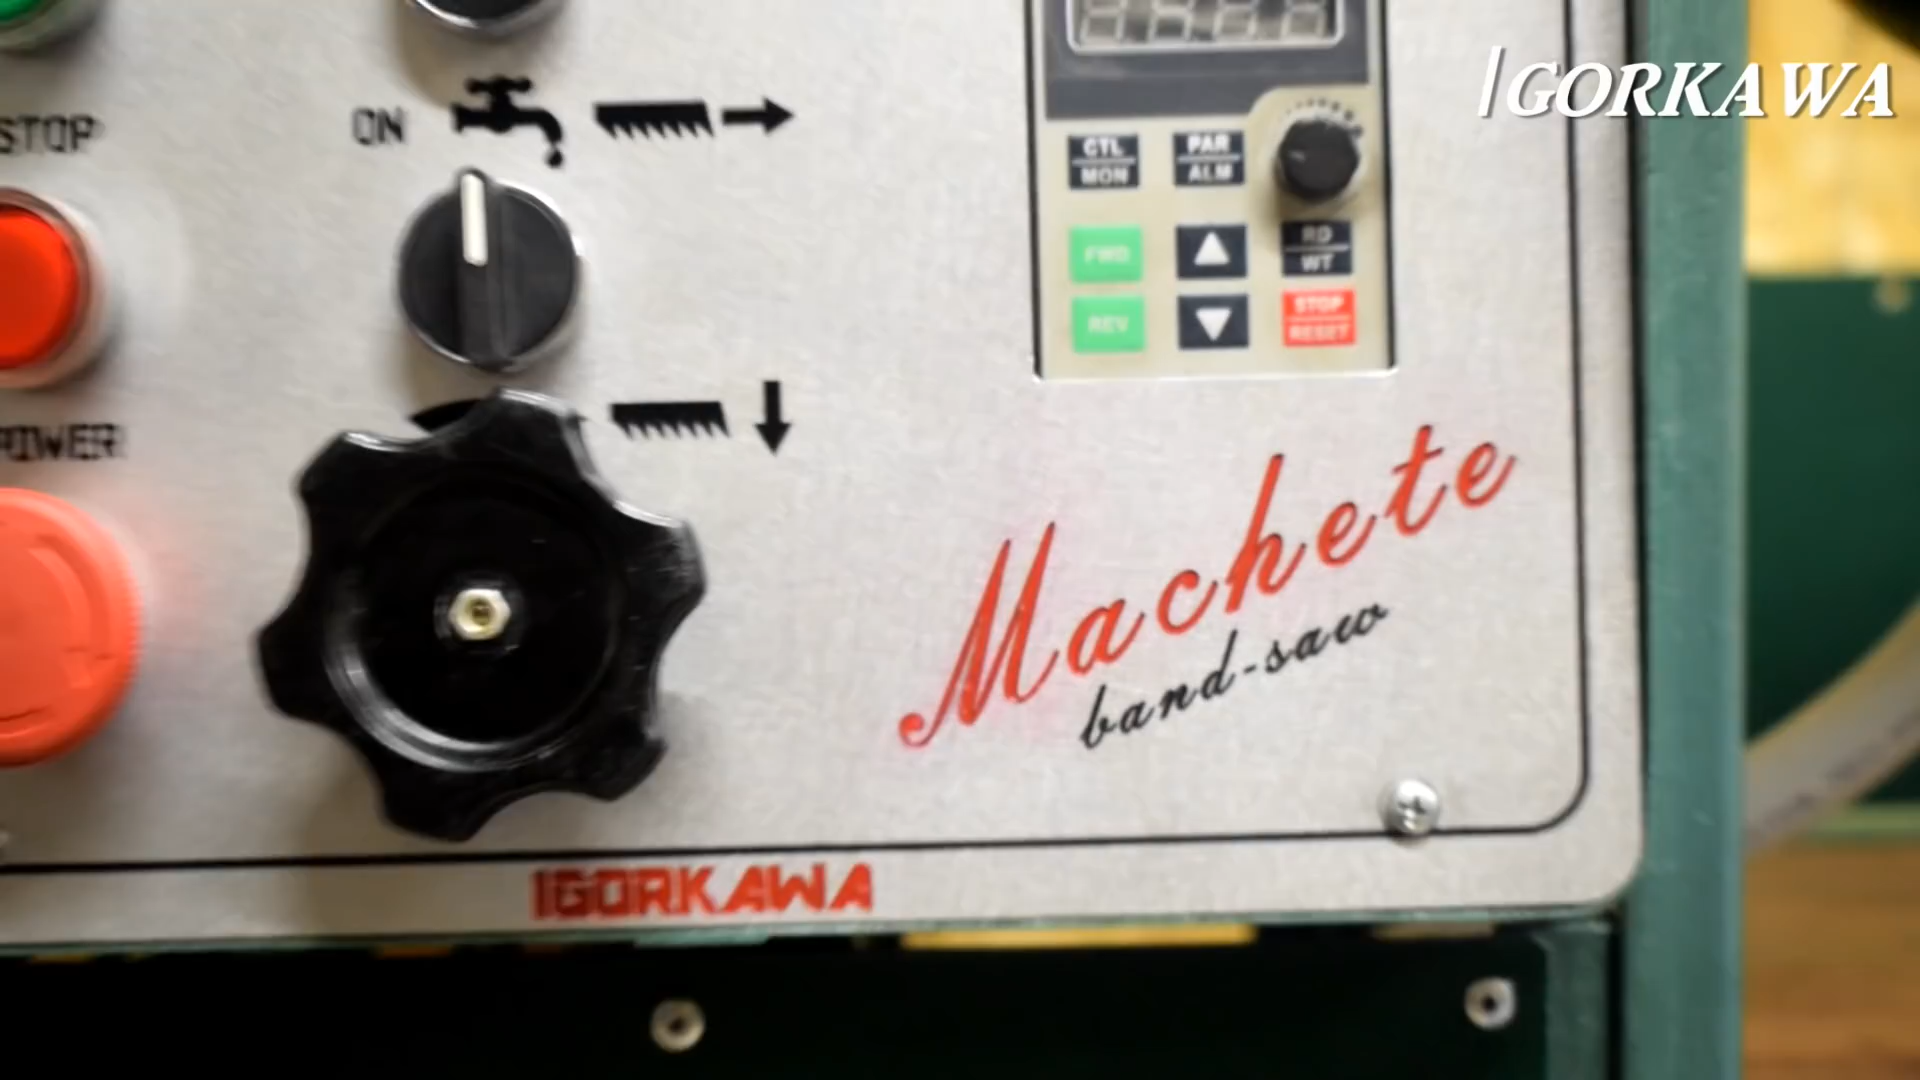 IGORKAWA
STOP
ON
CTL
MON
PAR
ALM
FWD
RD
WT
REV
STOP
RESET
POWER
Machete
band-saw
IGORKAWA